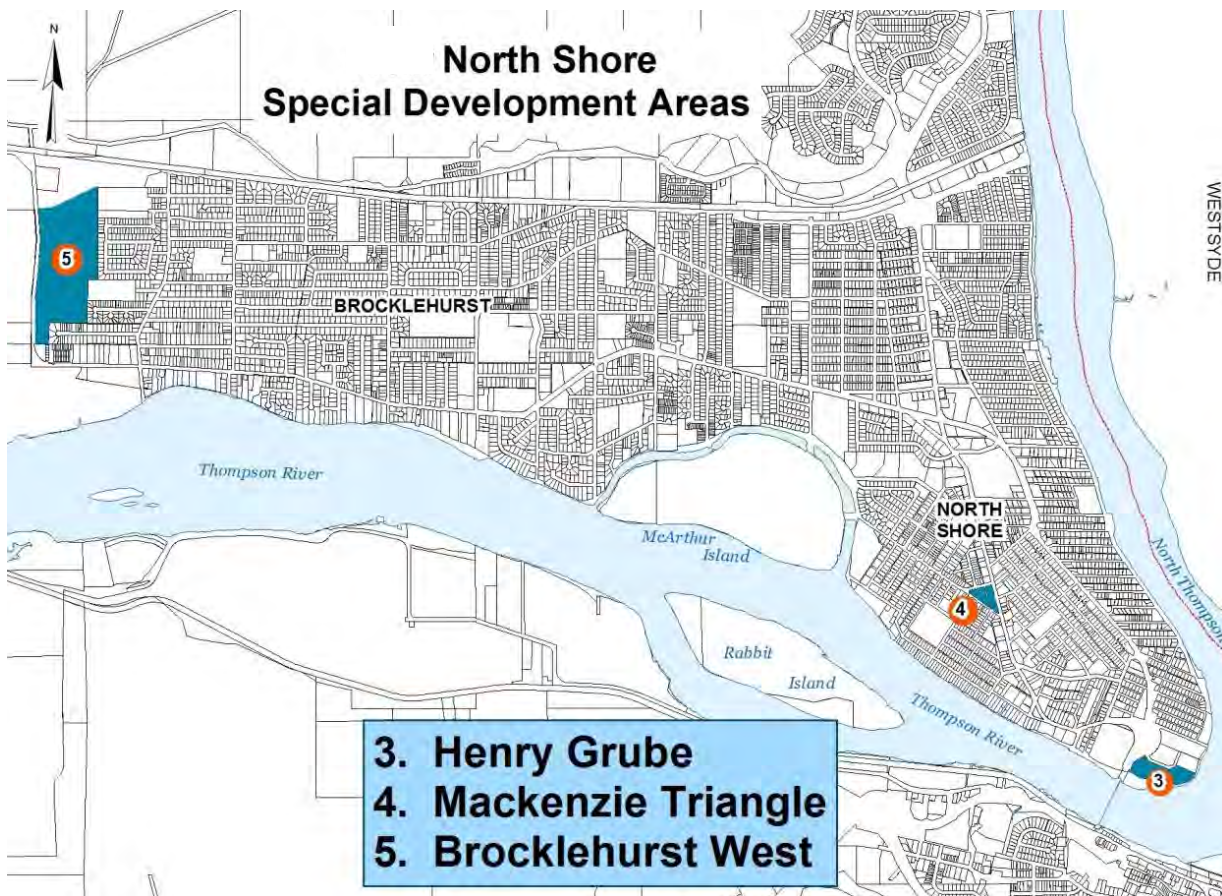 N
North Shore
Special Development Areas
WESTSYDE
5
BROCKLEHURST
Thompson River
McArthur
Island
NORTH
SHORE
North Thompson
4
Rabbit
Island
Thompson River
3
3. Henry Grube
4. Mackenzie Triangle
5. Brocklehurst West